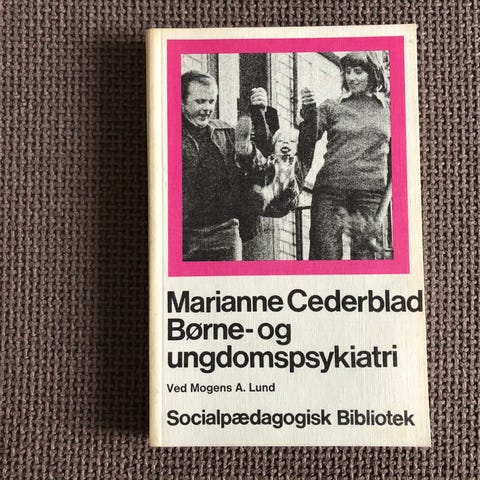 Marianne Cederblad
Børne- og
ungdomspsykiatri
Ved Mogens A. Lund
Socialpædagogisk Bibliotek